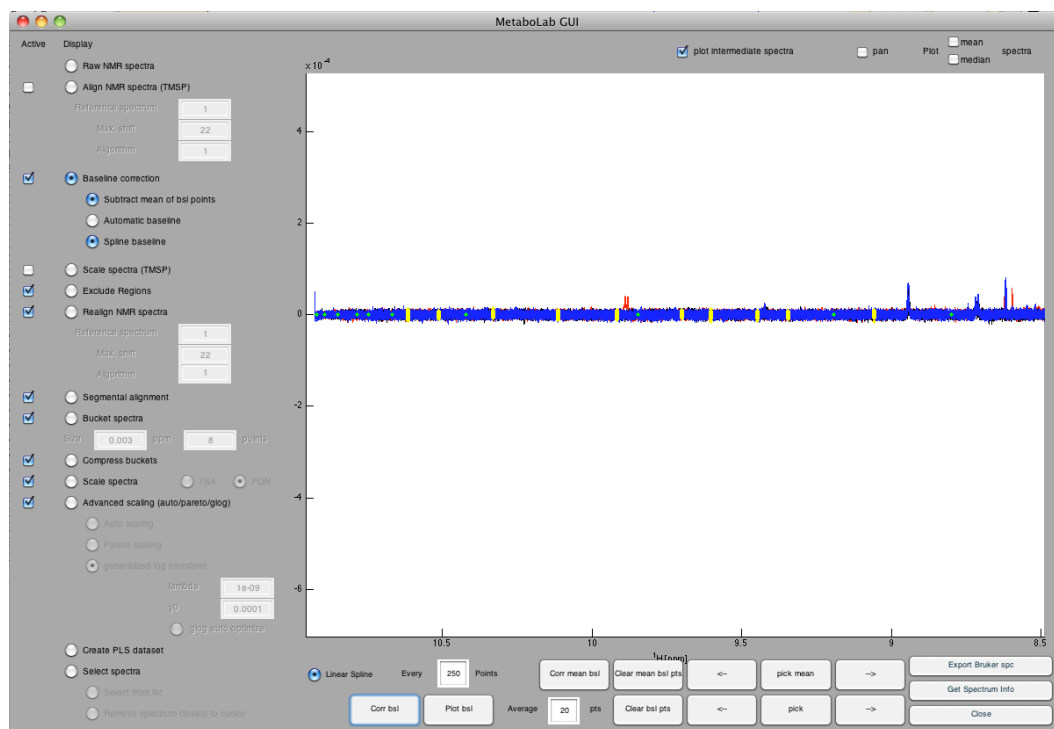 MetaboLab GUI
Active Display
Raw NMR spectra
Align NMR spectra (TMSP)
Reference spectrum 1
Max. shift 22
Algorithm 1
Baseline correction
Subtract mean of bsl points
Automatic baseline
Spline baseline
Scale spectra (TMSP)
Exclude Regions
Realign NMR spectra
Reference spectrum 1
Max. shift 22
Algorithm 1
Segmental alignment
Bucket spectra
Size 0.003 ppm 8 points
Compress buckets
Scale spectra TSA PQN
Advanced scaling (auto/pareto/glog)
Auto scaling
Pareto scaling
generalized log transform
lambda 1e-09
y0 0.0001
glog auto optimize
Create PLS dataset
Select spectra
Select from list
Remove spectrum closest to cursor
plot intermediate spectra pan Plot mean spectra
median
x 10⁻⁴
4
2
0
-2
-4
-6
10.5 10 9.5 9 8.5
¹H [ppm]
Linear Spline Every 250 Points Corr mean bsl Clear mean bsl pts <-- pick mean --> Export Bruker spc
Get Spectrum Info
Corr bsl Plot bsl Average 20 pts Clear bsl pts <-- pick --> Close